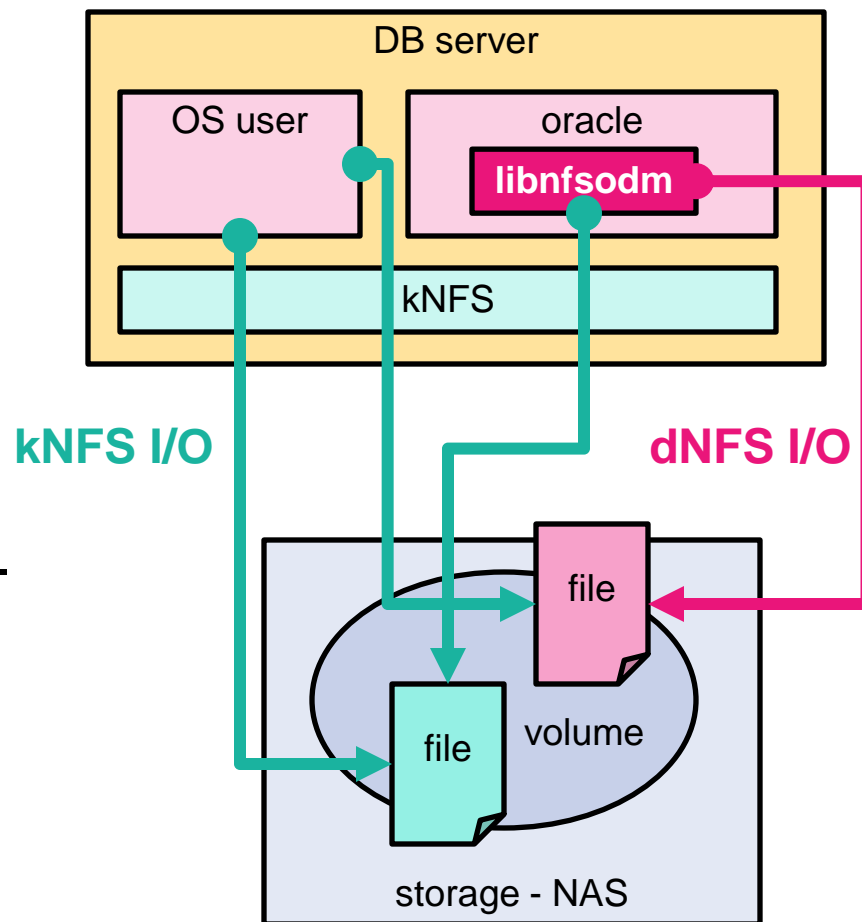 DB server
OS user
oracle
libnfsodm
kNFS
kNFS I/O
dNFS I/O
file
volume
file
storage - NAS